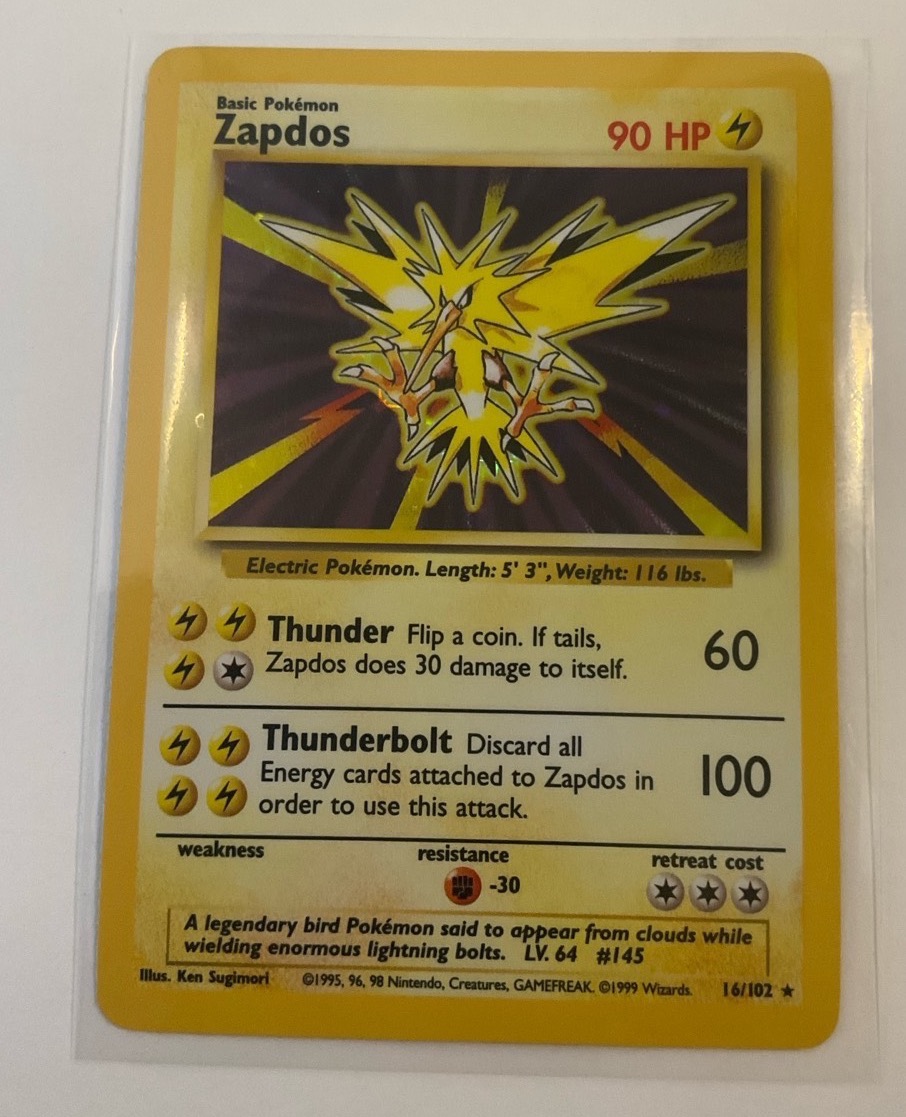 Basic Pokémon
Zapdos
90 HP
Electric Pokémon. Length: 5' 3", Weight: 116 lbs.
Thunder Flip a coin. If tails,
Zapdos does 30 damage to itself.
60
Thunderbolt Discard all
Energy cards attached to Zapdos in
order to use this attack.
100
weakness
resistance
retreat cost
-30
A legendary bird Pokémon said to appear from clouds while
wielding enormous lightning bolts. LV. 64 #145
Illus. Ken Sugimori ©1995, 96, 98 Nintendo, Creatures, GAMEFREAK. ©1999 Wizards. 16/102 ★